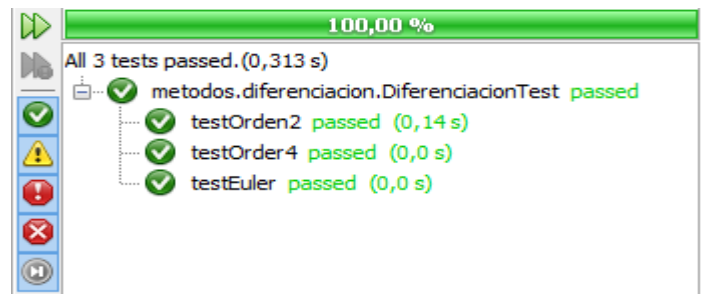 100,00 %
All 3 tests passed.(0,313 s)
metodos.diferenciacion.DiferenciacionTest passed
testOrden2 passed (0,14 s)
testOrder4 passed (0,0 s)
testEuler passed (0,0 s)